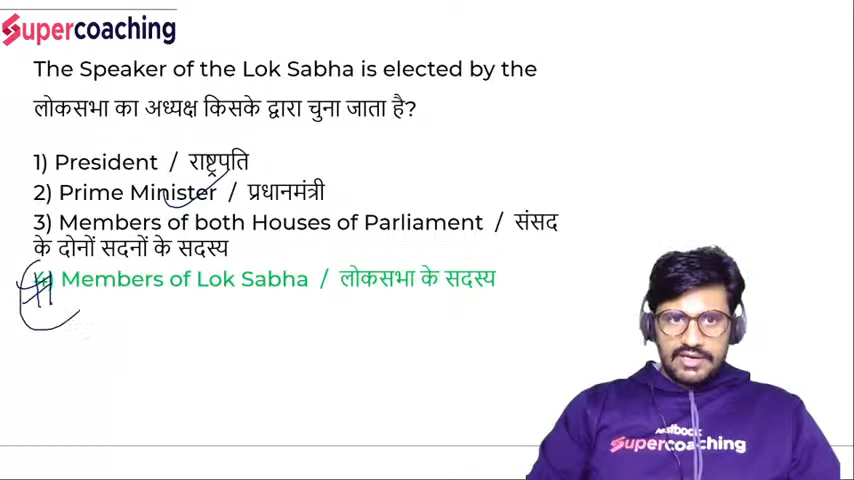 Supercoaching
The Speaker of the Lok Sabha is elected by the
लोकसभा का अध्यक्ष किसके द्वारा चुना जाता है?
1) President / राष्ट्रपति
2) Prime Minister / प्रधानमंत्री
3) Members of both Houses of Parliament / संसद
के दोनों सदनों के सदस्य
4) Members of Lok Sabha / लोकसभा के सदस्य
testbook
Supercoaching